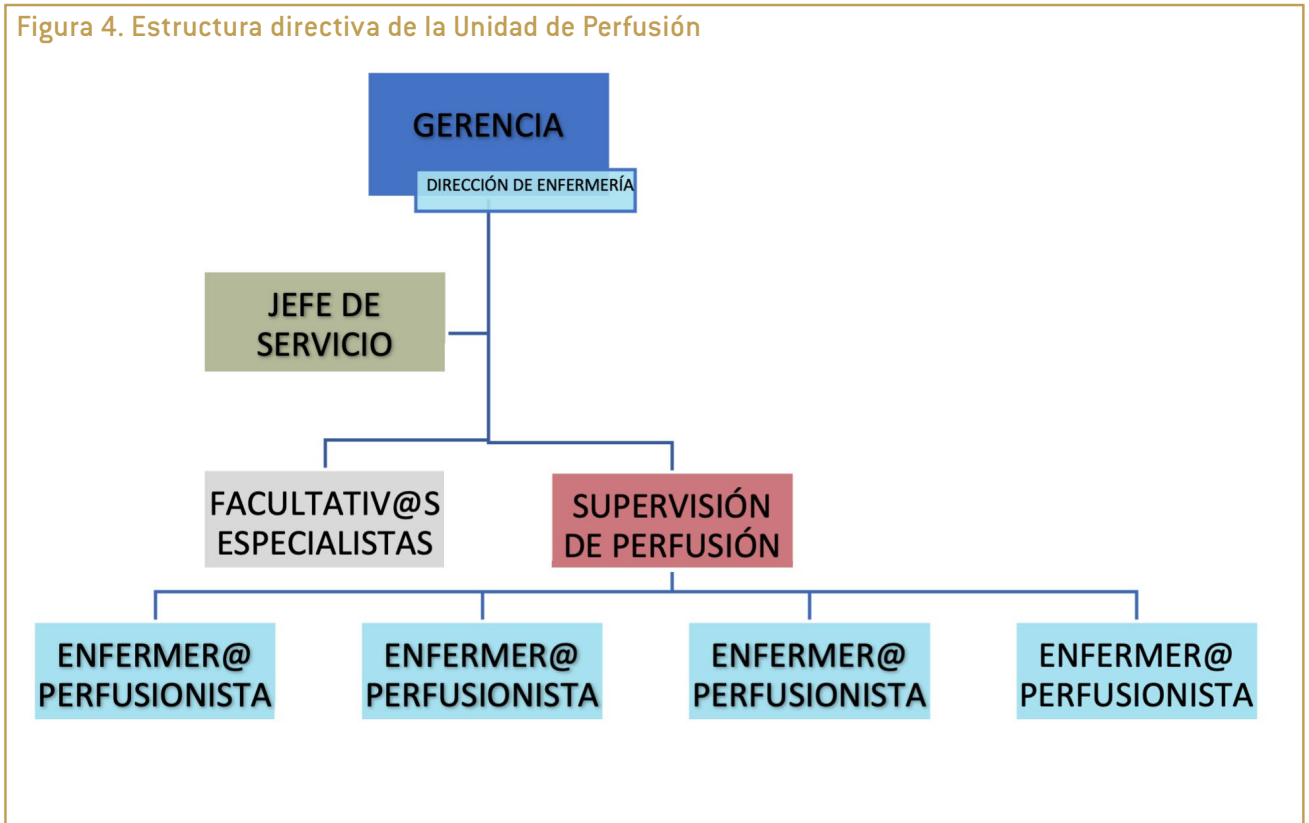 Figura 4. Estructura directiva de la Unidad de Perfusión
GERENCIA
DIRECCIÓN DE ENFERMERÍA
JEFE DE
SERVICIO
FACULTATIV@S
ESPECIALISTAS
SUPERVISIÓN
DE PERFUSIÓN
ENFERMER@
PERFUSIONISTA
ENFERMER@
PERFUSIONISTA
ENFERMER@
PERFUSIONISTA
ENFERMER@
PERFUSIONISTA